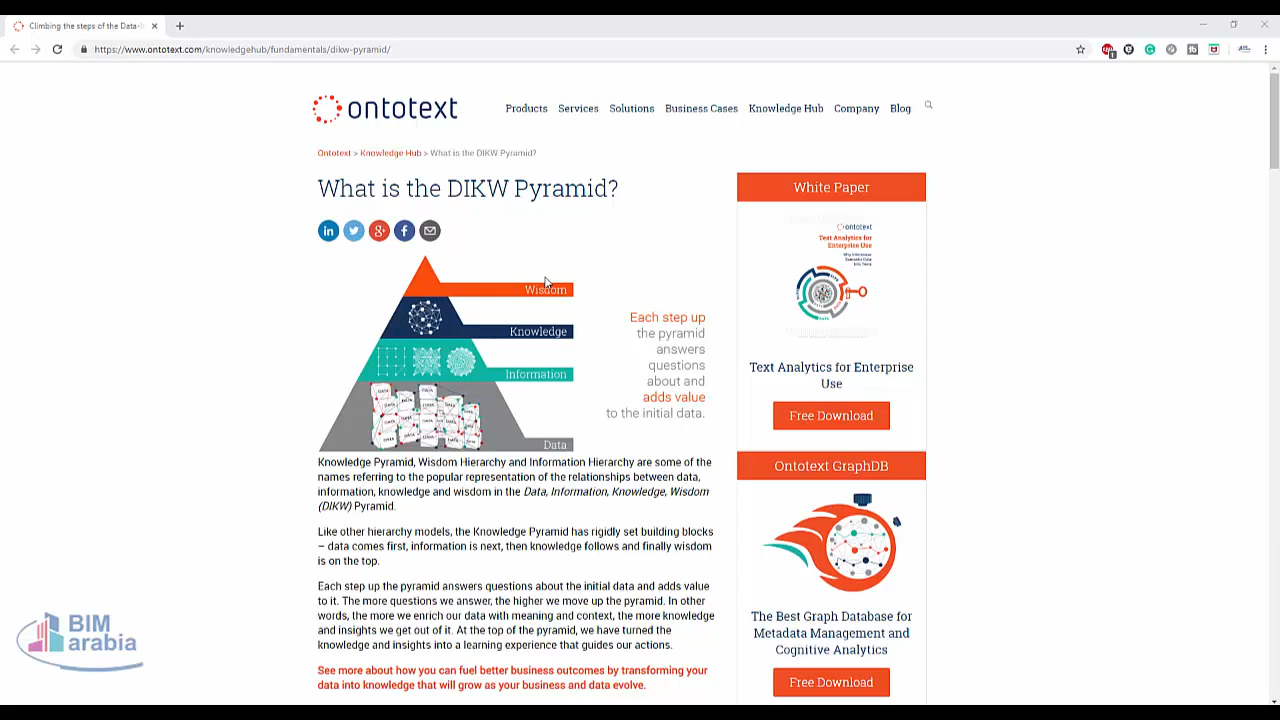 Climbing the steps of the Data-
https://www.ontotext.com/knowledgehub/fundamentals/dikw-pyramid/
ontotext
Products Services Solutions Business Cases Knowledge Hub Company Blog
Ontotext > Knowledge Hub > What is the DIKW Pyramid?
What is the DIKW Pyramid?
Wisdom
Knowledge
Information
Data
DATA DATA DATA DATA DATA
Each step up
the pyramid
answers
questions
about and
adds value
to the initial data.
Knowledge Pyramid, Wisdom Hierarchy and Information Hierarchy are some of the
names referring to the popular representation of the relationships between data,
information, knowledge and wisdom in the Data, Information, Knowledge, Wisdom
(DIKW) Pyramid.
Like other hierarchy models, the Knowledge Pyramid has rigidly set building blocks
– data comes first, information is next, then knowledge follows and finally wisdom
is on the top.
Each step up the pyramid answers questions about the initial data and adds value
to it. The more questions we answer, the higher we move up the pyramid. In other
words, the more we enrich our data with meaning and context, the more knowledge
and insights we get out of it. At the top of the pyramid, we have turned the
knowledge and insights into a learning experience that guides our actions.
See more about how you can fuel better business outcomes by transforming your
data into knowledge that will grow as your business and data evolve.
White Paper
ontotext
Text Analytics for
Enterprise Use
Text Analytics for Enterprise
Use
Free Download
Ontotext GraphDB
The Best Graph Database for
Metadata Management and
Cognitive Analytics
Free Download
BIM
arabia